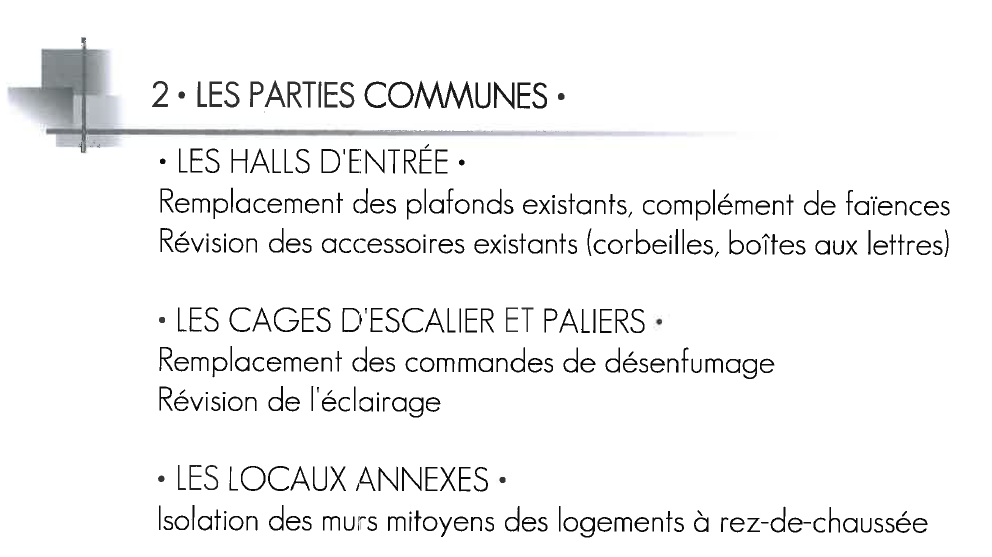 2 • LES PARTIES COMMUNES •
• LES HALLS D'ENTRÉE •
Remplacement des plafonds existants, complément de faïences
Révision des accessoires existants (corbeilles, boîtes aux lettres)
• LES CAGES D'ESCALIER ET PALIERS •
Remplacement des commandes de désenfumage
Révision de l'éclairage
• LES LOCAUX ANNEXES •
Isolation des murs mitoyens des logements à rez-de-chaussée